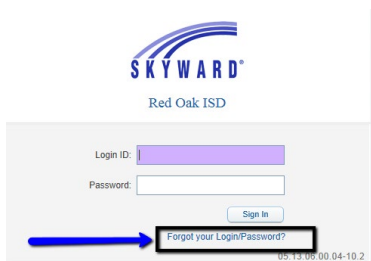 SKYWARD®
Red Oak ISD
Login ID:
Password:
Sign In
Forgot your Login/Password?
05.13.06.00.04-10.2